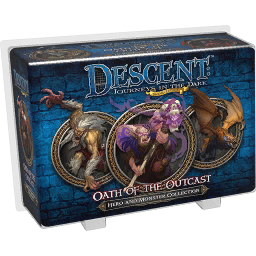 DESCENT
JOURNEYS IN THE DARK
OATH OF THE OUTCAST
HERO AND MONSTER COLLECTION